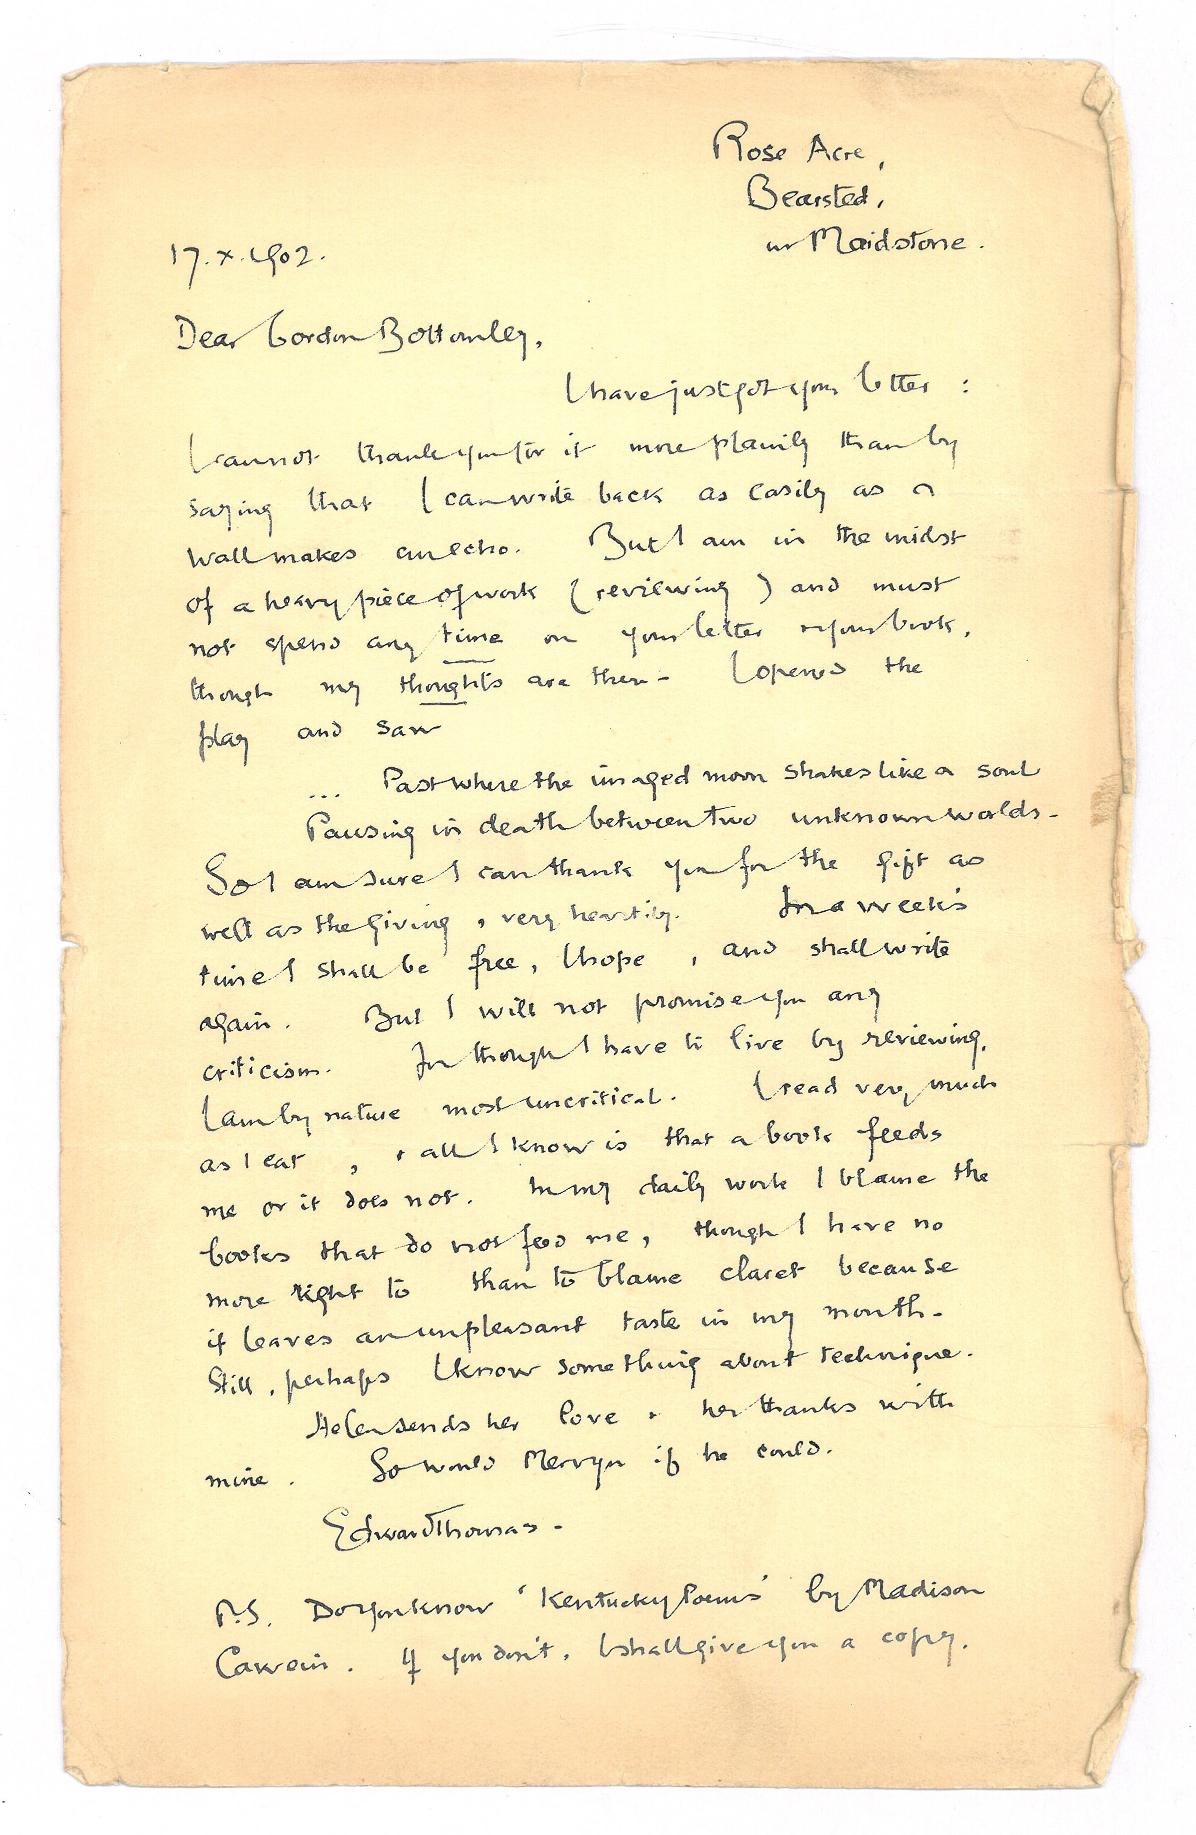 Rose Acre,
Bearsted,
nr Maidstone.
17.x.1902.
Dear Gordon Bottomley,
I have just got your letter :
I cannot thank you for it more plainly than by
saying that I can write back as easily as a
wall makes an echo. But I am in the midst
of a heavy piece of work (reviewing) and must
not spend any time on your letter & your book,
though my thoughts are there. I opened the
play and saw
... Past where the imaged moon shakes like a soul
Pausing in death between two unknown worlds.
So I am sure I can thank you for the gift as
well as the giving, very heartily. In a week's
time I shall be free, I hope, and shall write
again. But I will not promise you any
criticism. For though I have to live by reviewing,
I am by nature most uncritical. I read very much
as I eat, & all I know is that a book feeds
me or it does not. In my daily work I blame the
books that do not feed me, though I have no
more right to than to blame claret because
it leaves an unpleasant taste in my mouth.
Still, perhaps I know something about technique.
Helen sends her love & her thanks with
mine. So would Mervyn if he could.
Edward Thomas.
P.S. Do you know 'Kentucky Poems' by Madison
Cawein. If you don't, I shall give you a copy.